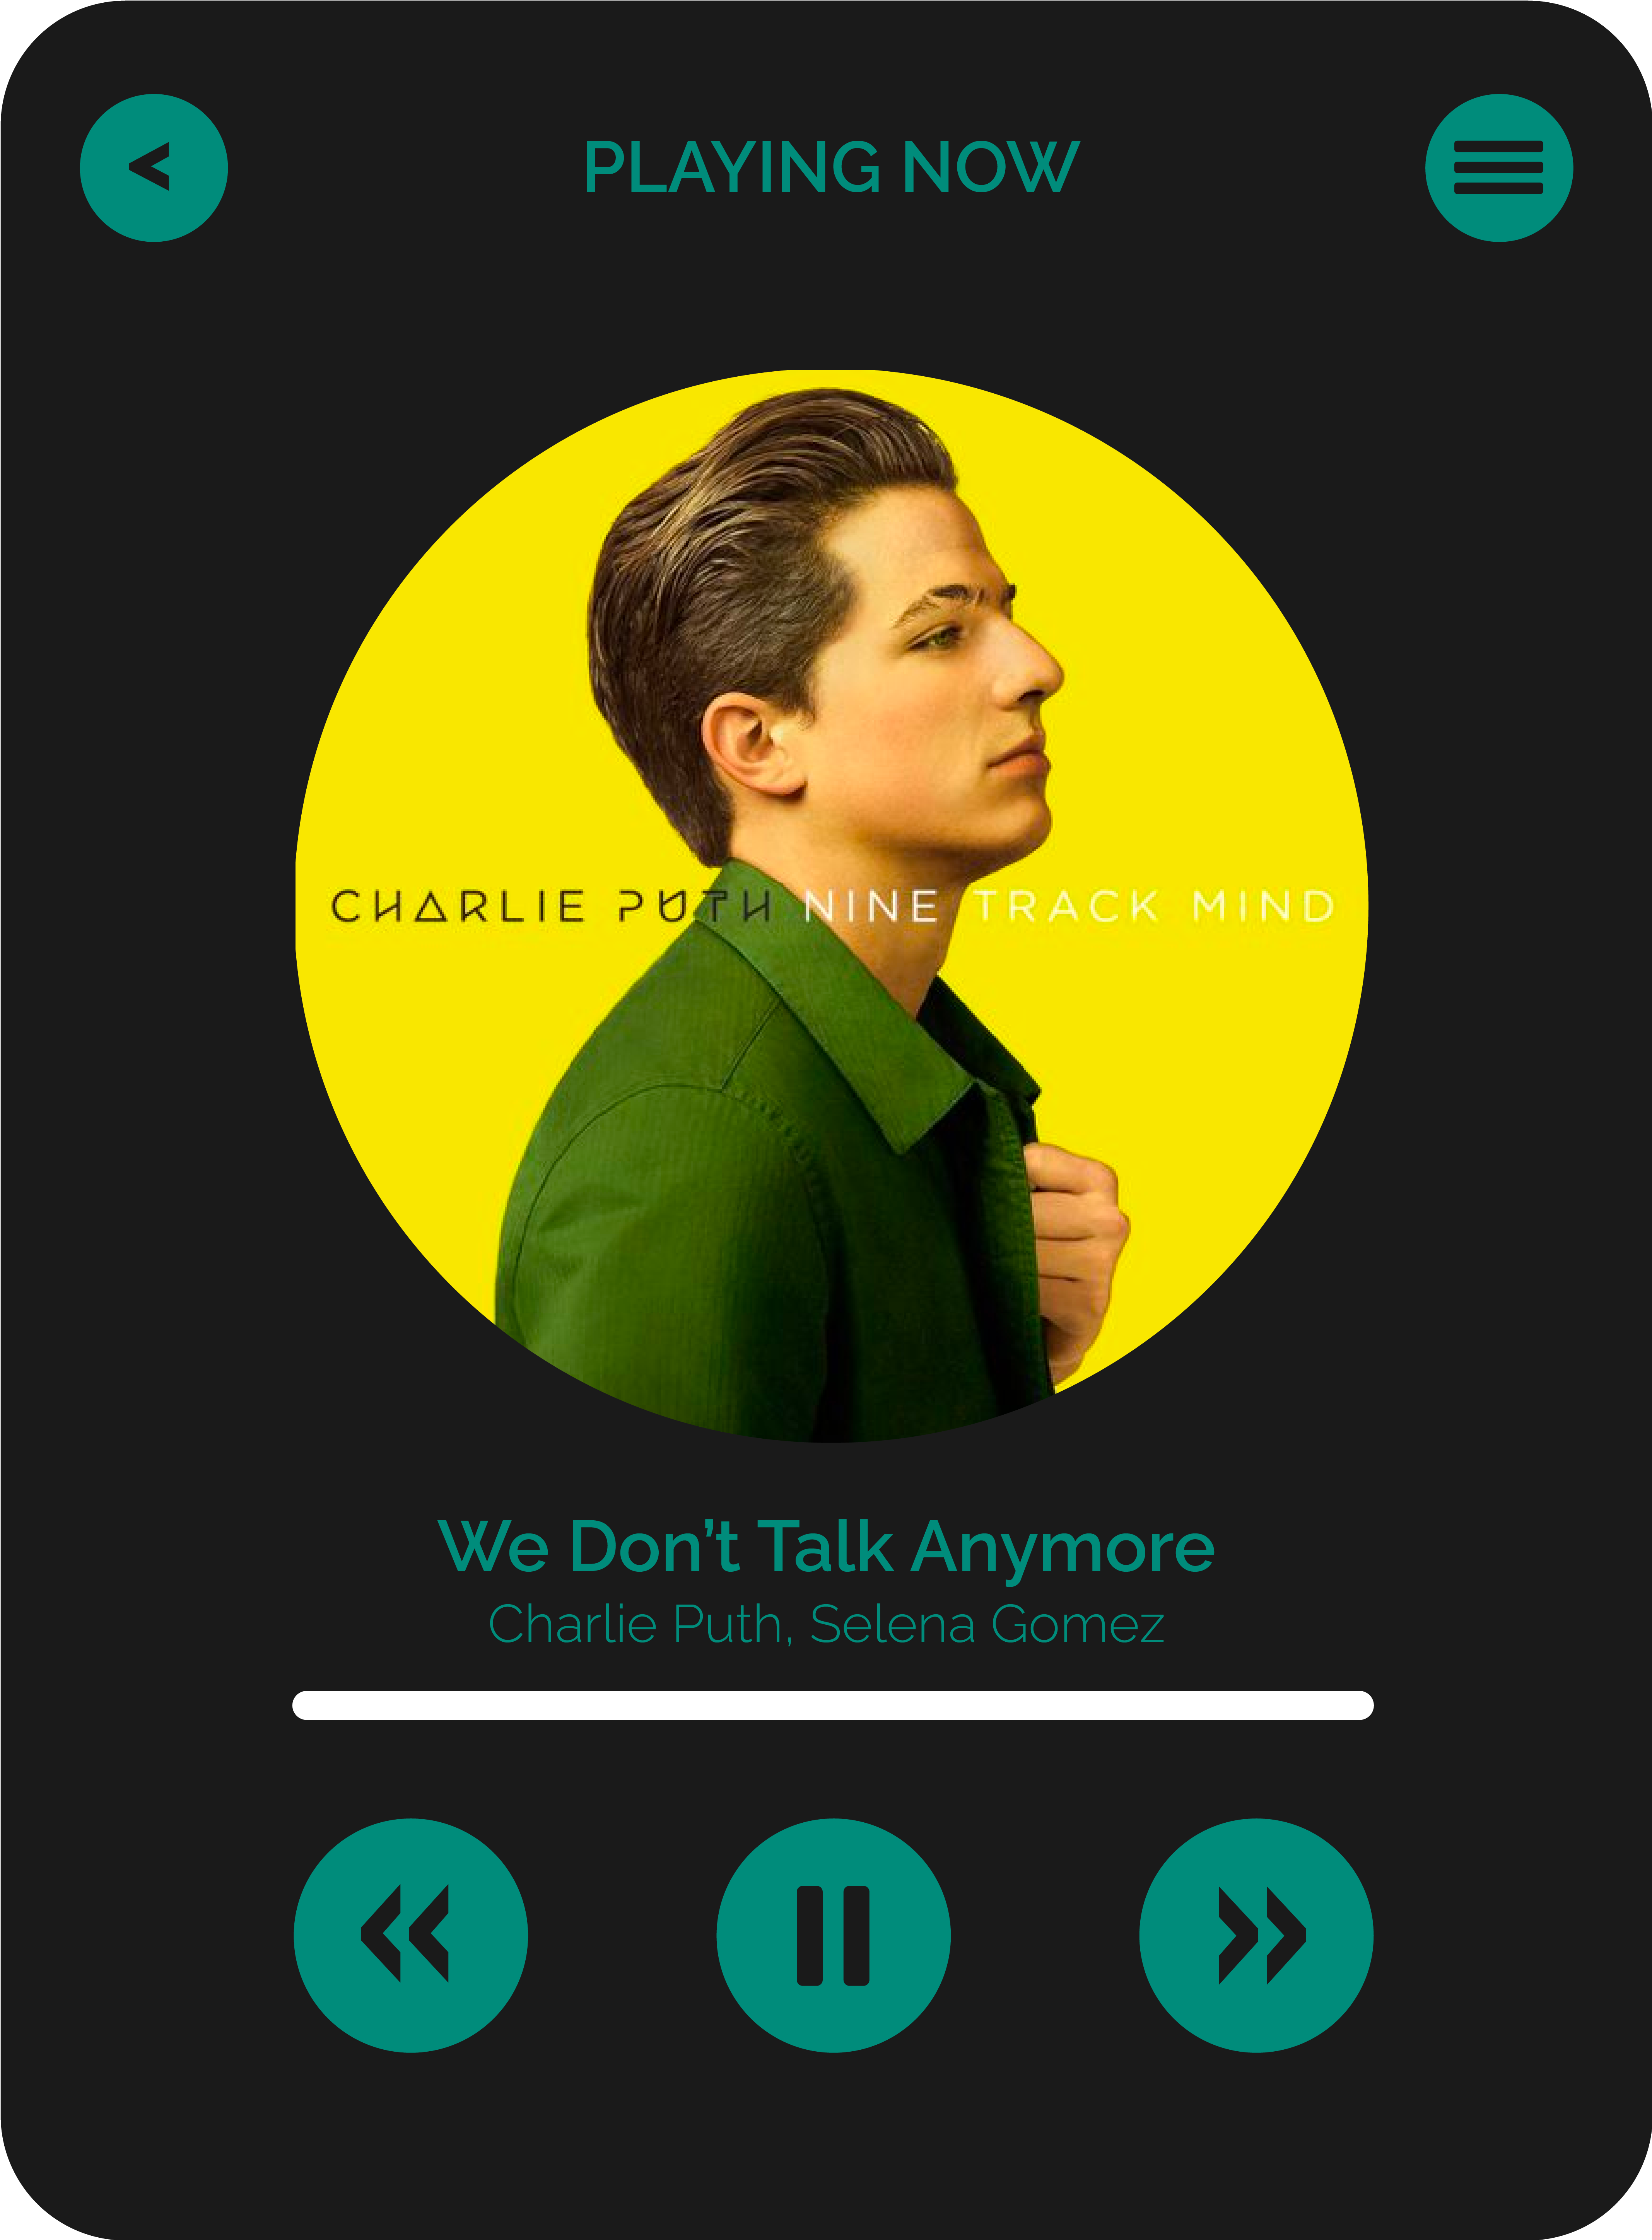 PLAYING NOW
CHARLIE PUTH NINE TRACK MIND
We Don't Talk Anymore
Charlie Puth, Selena Gomez